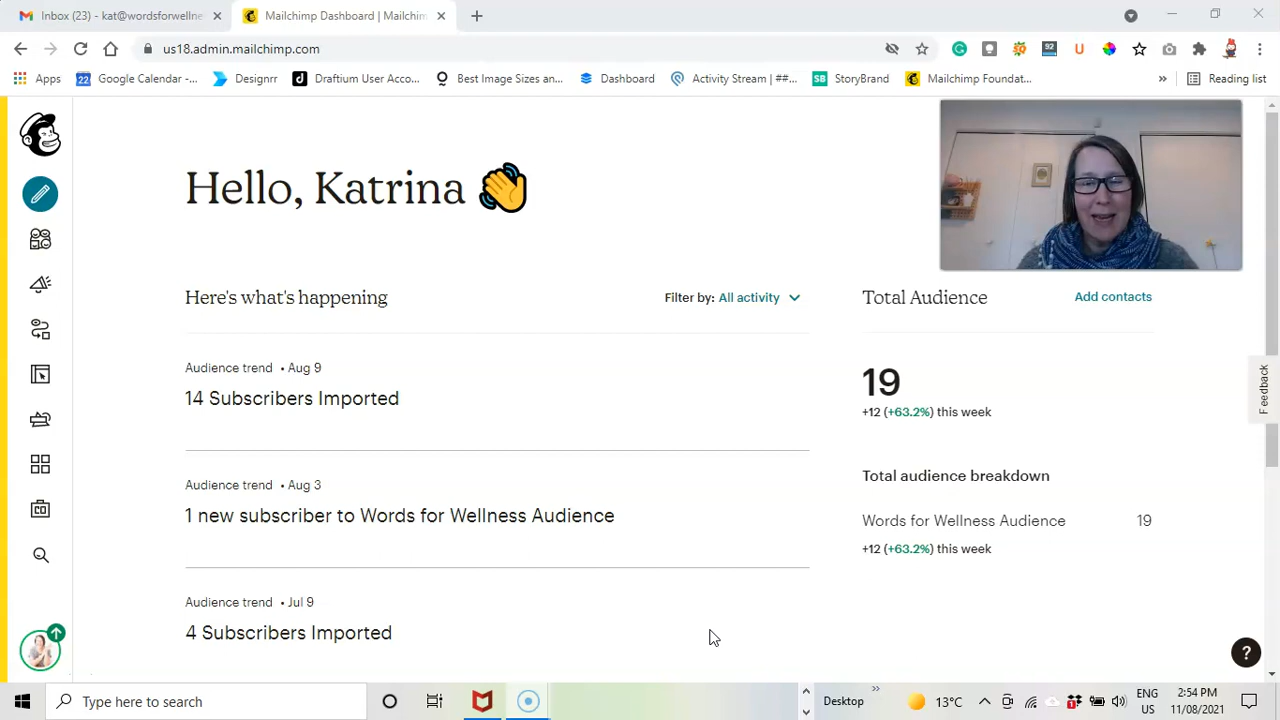 Inbox (23) - kat@wordsforwellne
Mailchimp Dashboard | Mailchim
us18.admin.mailchimp.com
92
U
Apps
22
Google Calendar -...
Designrr
Draftium User Acco...
Best Image Sizes an...
Dashboard
Activity Stream | ##...
SB
StoryBrand
Mailchimp Foundat...
»
Reading list
Hello, Katrina
Here's what's happening
Filter by: All activity
Total Audience
Add contacts
Audience trend • Aug 9
14 Subscribers Imported
19
+12 (+63.2%) this week
Feedback
Audience trend • Aug 3
1 new subscriber to Words for Wellness Audience
Total audience breakdown
Words for Wellness Audience 19
+12 (+63.2%) this week
Audience trend • Jul 9
4 Subscribers Imported
?
Type here to search
Desktop
»
13°C
ENG
US
2:54 PM
11/08/2021